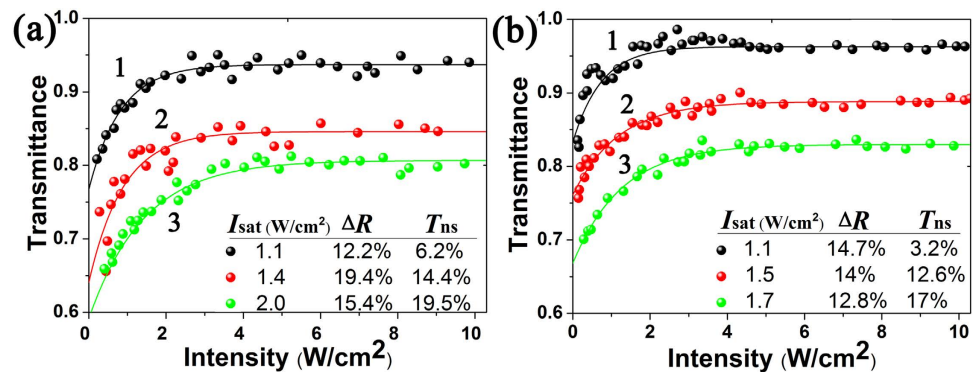 (a)
1.0
0.9
0.8
0.7
0.6
Transmittance
1
2
3
I sat (W/cm²) ΔR T ns
1.1 12.2% 6.2%
1.4 19.4% 14.4%
2.0 15.4% 19.5%
0 2 4 6 8 10
Intensity (W/cm²)
(b)
1.0
0.9
0.8
0.7
0.6
Transmittance
1
2
3
I sat (W/cm²) ΔR T ns
1.1 14.7% 3.2%
1.5 14% 12.6%
1.7 12.8% 17%
0 2 4 6 8 10
Intensity (W/cm²)